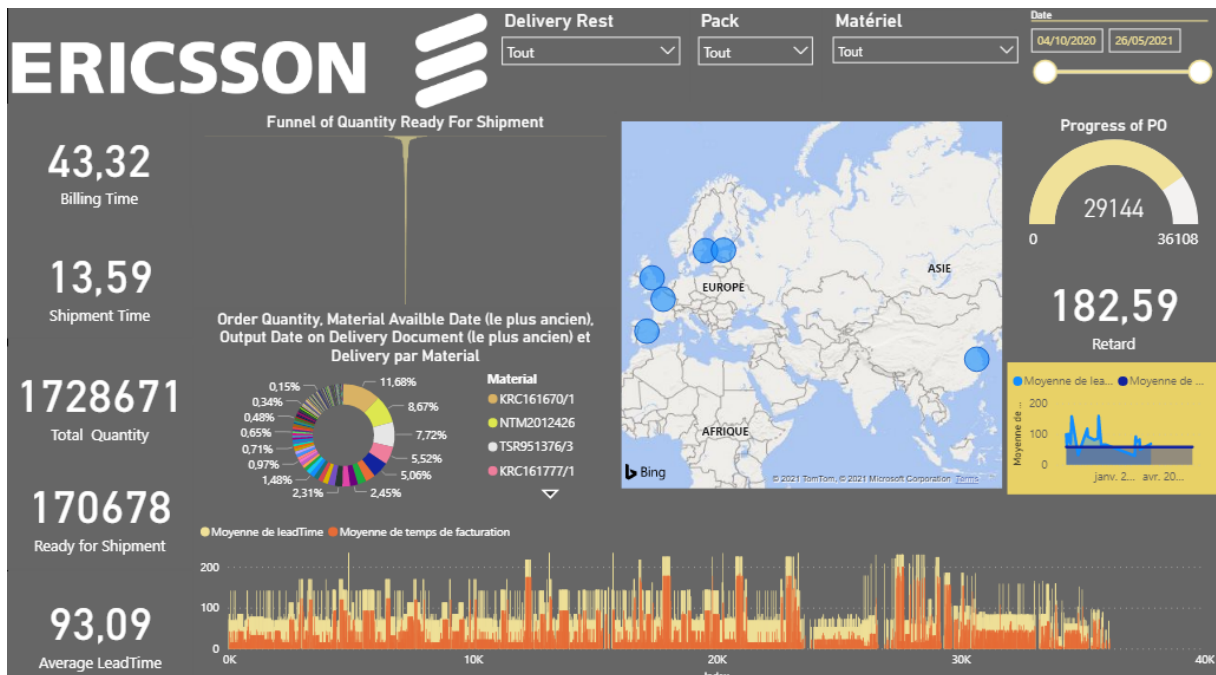 ERICSSON
Delivery Rest
Tout
Pack
Tout
Matériel
Tout
Date
04/10/2020 26/05/2021
43,32
Billing Time
13,59
Shipment Time
1728671
Total Quantity
170678
Ready for Shipment
93,09
Average LeadTime
Funnel of Quantity Ready For Shipment
Order Quantity, Material Availble Date (le plus ancien),
Output Date on Delivery Document (le plus ancien) et
Delivery par Material
11,68%
8,67%
7,72%
5,52%
5,06%
2,45%
2,31%
1,48%
0,97%
0,71%
0,65%
0,48%
0,34%
0,15%
Material
KRC161670/1
NTM2012426
TSR951376/3
KRC161777/1
EUROPE
ASIE
AFRIQUE
Bing
© 2021 TomTom, © 2021 Microsoft Corporation Terms
Progress of PO
29144
0 36108
182,59
Retard
Moyenne de lea... Moyenne de ...
Moyenne de ...
200
100
0
janv. 2... avr. 20...
Moyenne de leadTime Moyenne de temps de facturation
200
100
0
0K 10K 20K 30K 40K